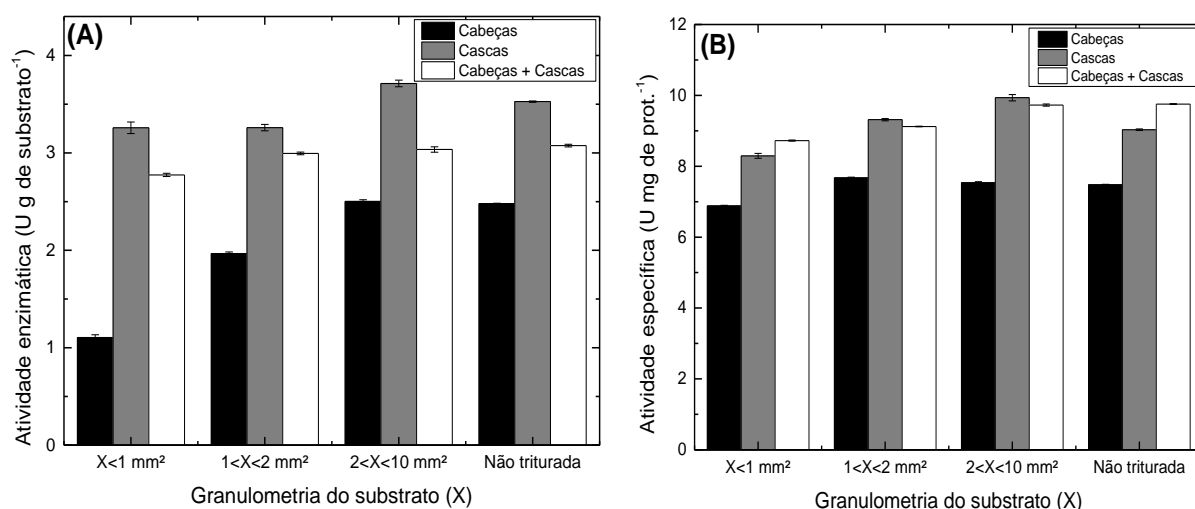 (A)
Cabeças
Cascas
Cabeças + Cascas
Atividade enzimática (U g de substrato⁻¹)
4
3
2
1
0
X<1 mm²
1<X<2 mm²
2<X<10 mm²
Não triturada
Granulometria do substrato (X)
(B)
Cabeças
Cascas
Cabeças + Cascas
Atividade específica (U mg de prot.⁻¹)
12
10
8
6
4
2
0
X<1 mm²
1<X<2 mm²
2<X<10 mm²
Não triturada
Granulometria do substrato (X)